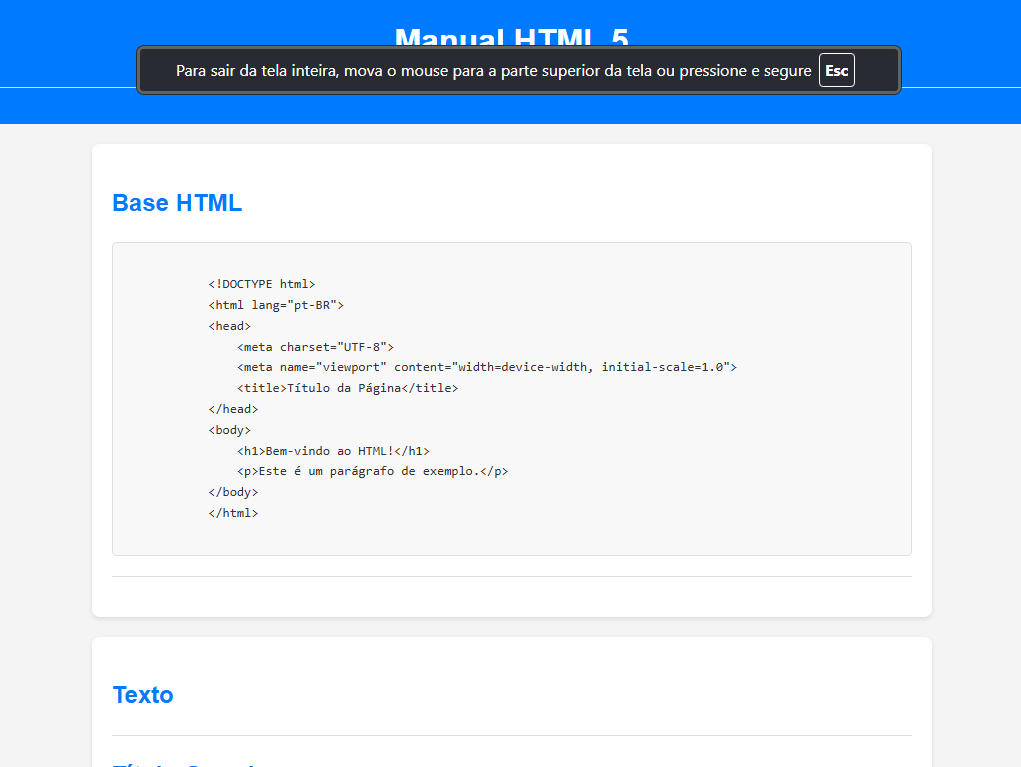 Manual HTML 5
Para sair da tela inteira, mova o mouse para a parte superior da tela ou pressione e segure Esc
Base HTML
<!DOCTYPE html>
<html lang="pt-BR">
<head>
    <meta charset="UTF-8">
    <meta name="viewport" content="width=device-width, initial-scale=1.0">
    <title>Título da Página</title>
</head>
<body>
    <h1>Bem-vindo ao HTML!</h1>
    <p>Este é um parágrafo de exemplo.</p>
</body>
</html>
Texto